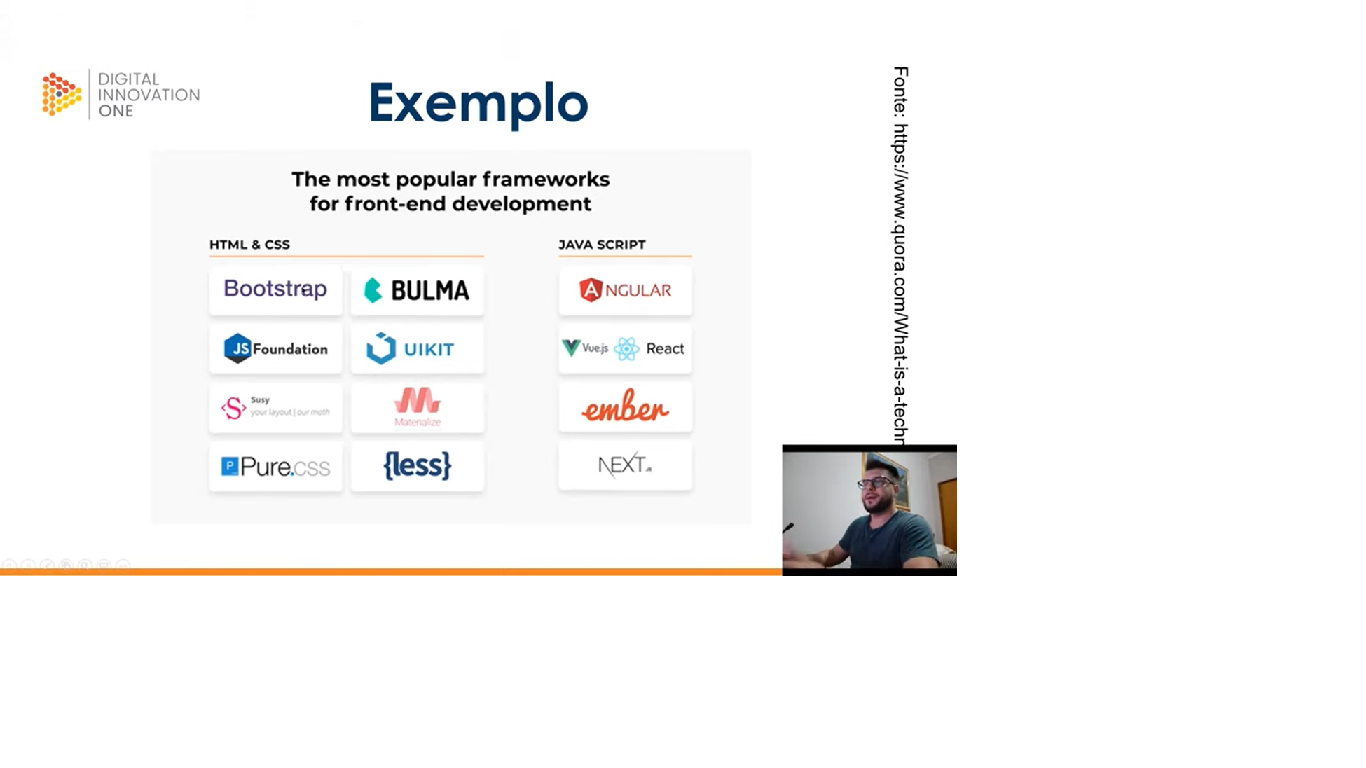 DIGITAL
INNOVATION
ONE
Exemplo
The most popular frameworks
for front-end development
HTML & CSS
JAVA SCRIPT
Bootstrap
BULMA
ANGULAR
JS Foundation
UIKIT
Vue.js React
Susy
your layout | our math
Materialize
ember
P Pure.css
{less}
NEXT.JS
Fonte: https://www.quora.com/What-is-a-techn